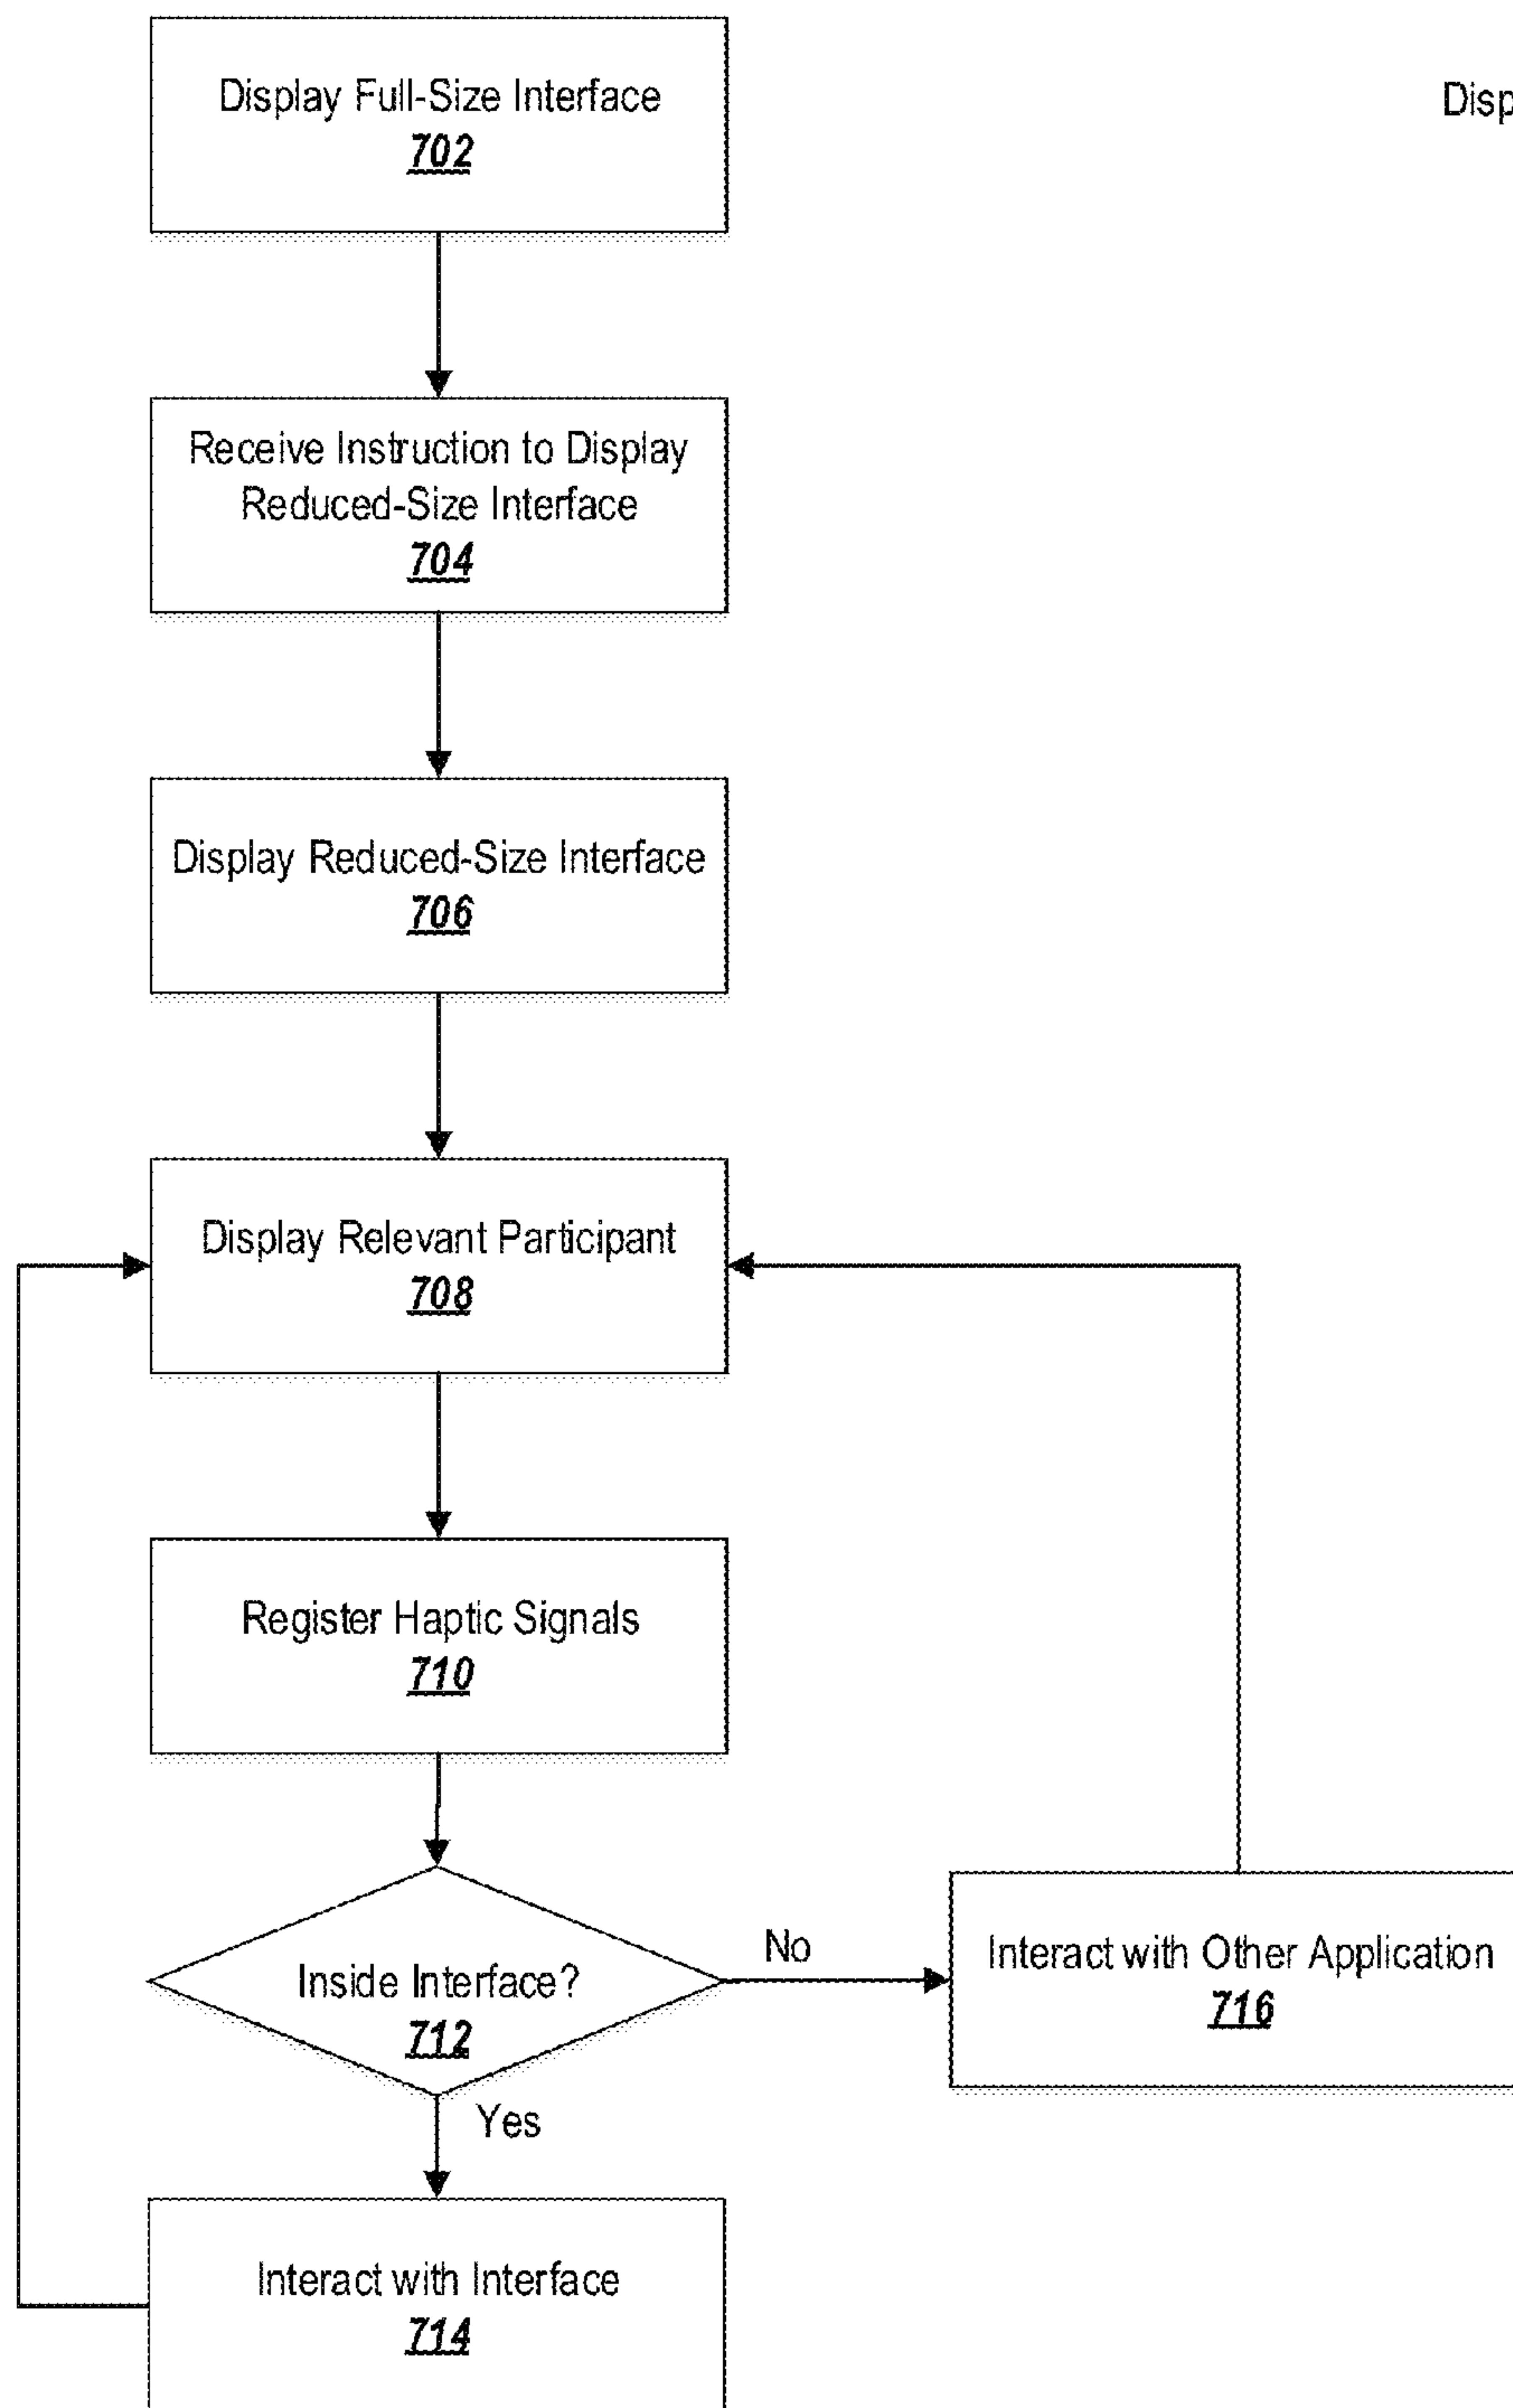 Display Full-Size Interface
702
Disp
Receive Instruction to Display
Reduced-Size Interface
704
Display Reduced-Size Interface
706
Display Relevant Participant
708
Register Haptic Signals
710
Inside Interface?
712
No
Interact with Other Application
716
Yes
Interact with Interface
714